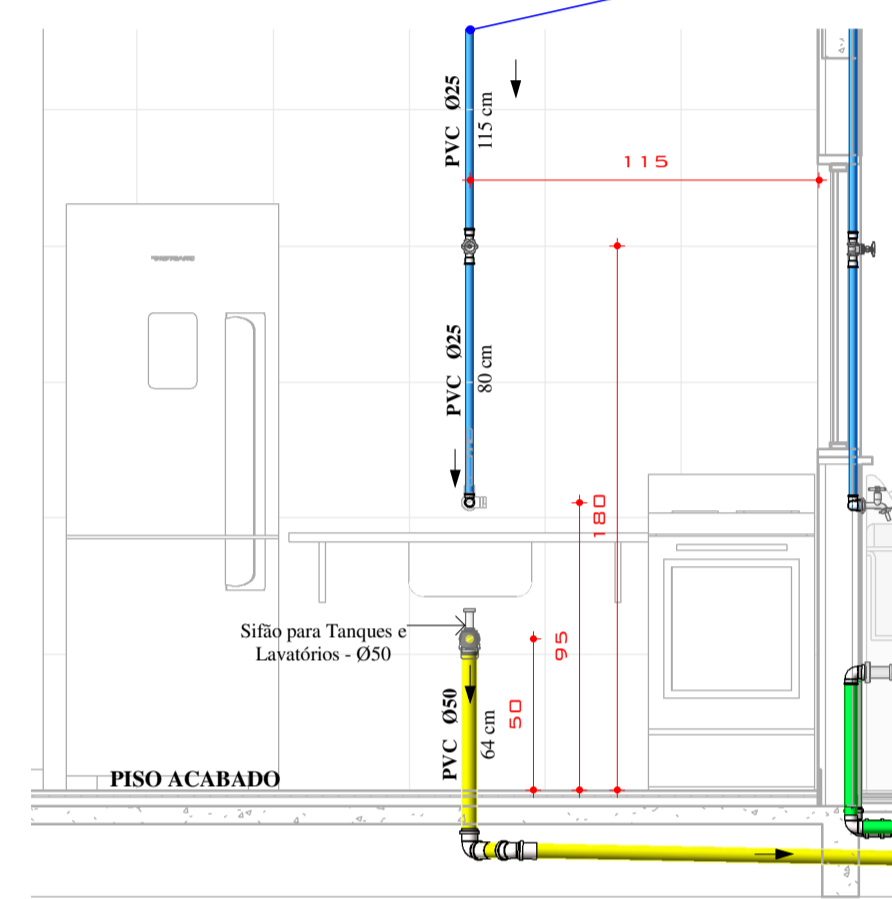 PVC Ø25
115 cm
115
PVC Ø25
80 cm
180
Sifão para Tanques e
Lavatórios - Ø50
95
PVC Ø50
64 cm
50
PISO ACABADO